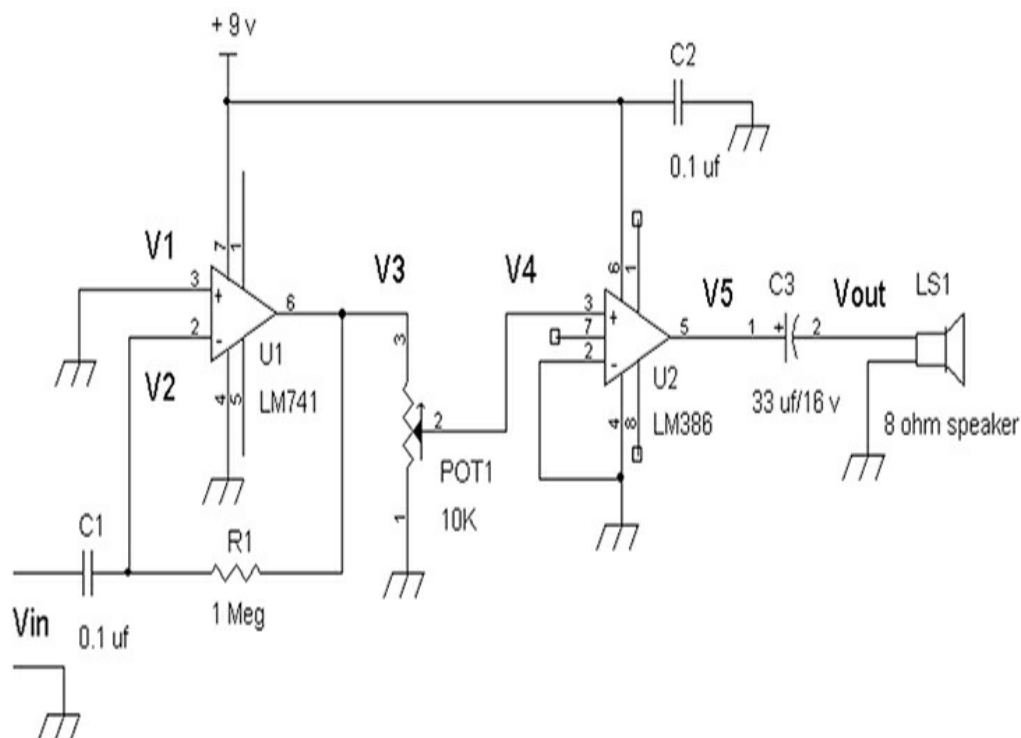 + 9 v
C2
0.1 uf
V1
7
1
3
+
2
-
6
V2
4
5
U1
LM741
V3
3
2
1
POT1
10K
V4
6
1
3
+
7
2
-
5
4
8
U2
LM386
V5
C3
1
+
2
33 uf/16 v
Vout
LS1
8 ohm speaker
C1
0.1 uf
R1
1 Meg
Vin